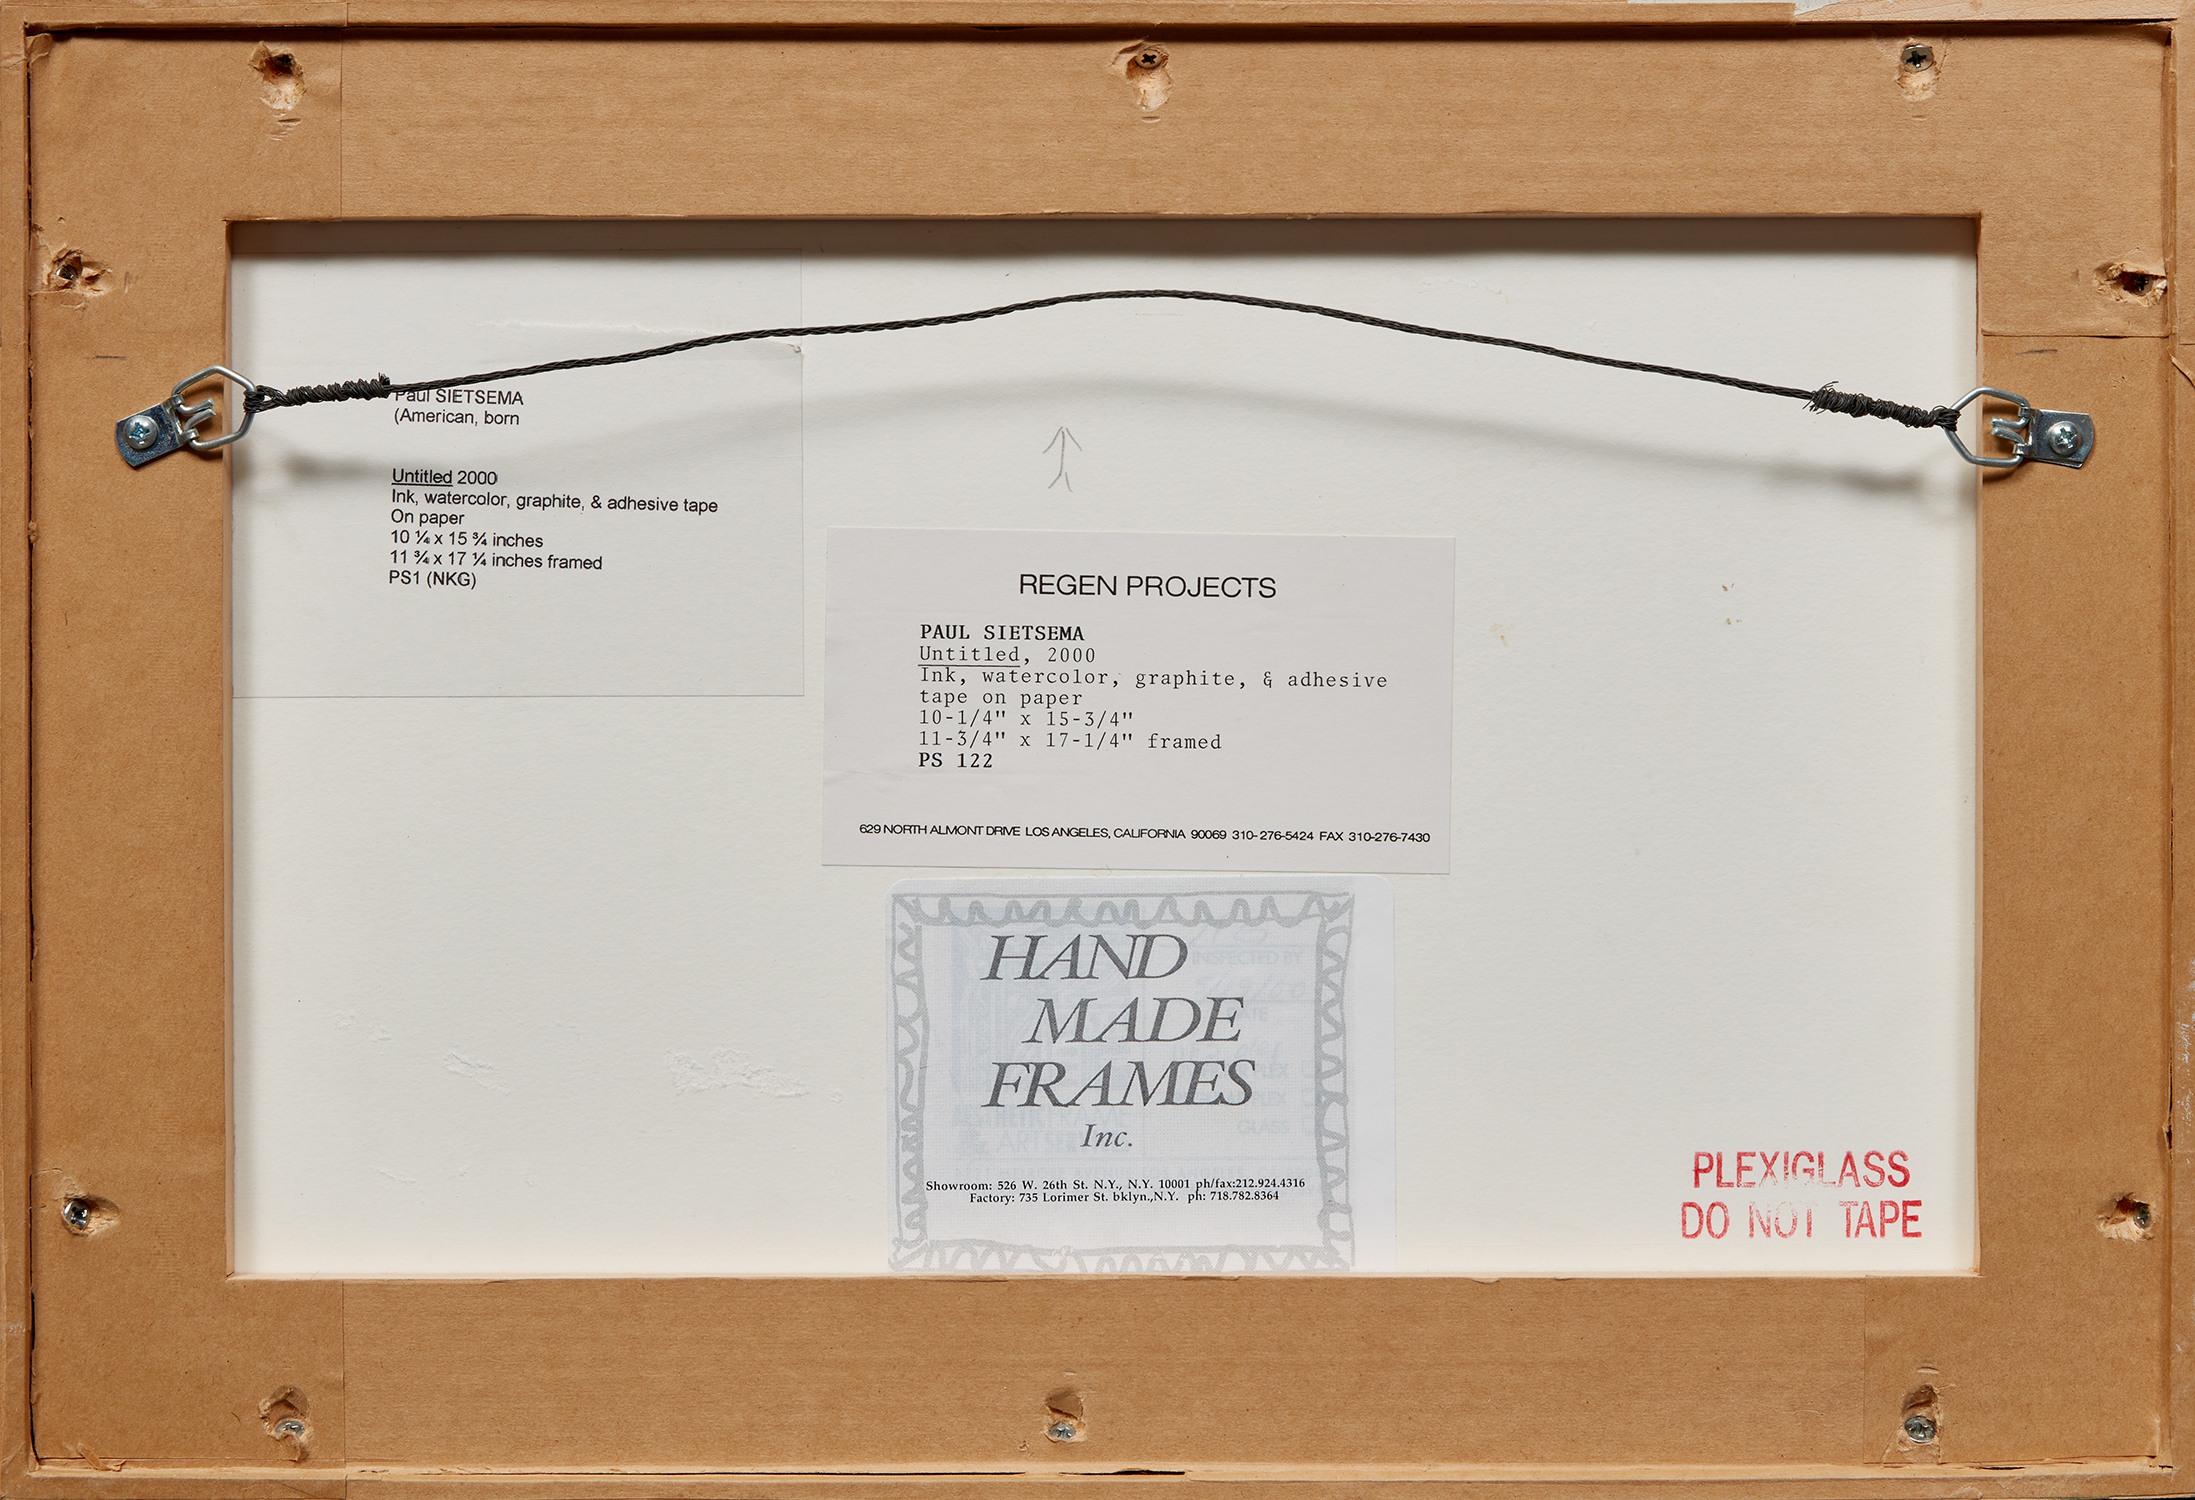 Paul SIETSEMA
(American, born
Untitled 2000
Ink, watercolor, graphite, & adhesive tape
On paper
10 ¼ x 15 ¾ inches
11 ¾ x 17 ¼ inches framed
PS1 (NKG)
REGEN PROJECTS
PAUL SIETSEMA
Untitled, 2000
Ink, watercolor, graphite, & adhesive
tape on paper
10-1/4" x 15-3/4"
11-3/4" x 17-1/4" framed
PS 122
629 NORTH ALMONT DRIVE LOS ANGELES, CALIFORNIA 90069 310-276-5424 FAX 310-276-7430
HAND
MADE
FRAMES
Inc.
Showroom: 526 W. 26th St. N.Y., N.Y. 10001 ph/fax:212.924.4316
Factory: 735 Lorimer St. bklyn.,N.Y. ph: 718.782.8364
INSPECTED BY
GLASS
PLEXIGLASS
DO NOT TAPE